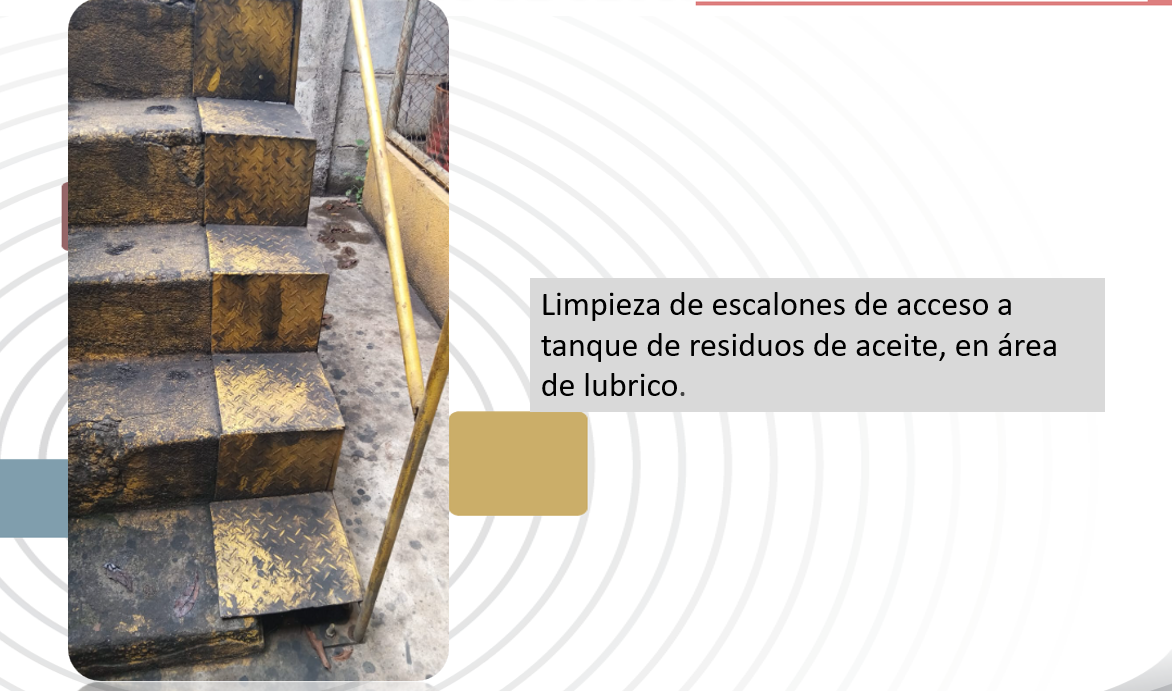 Limpieza de escalones de acceso a
tanque de residuos de aceite, en área
de lubrico.